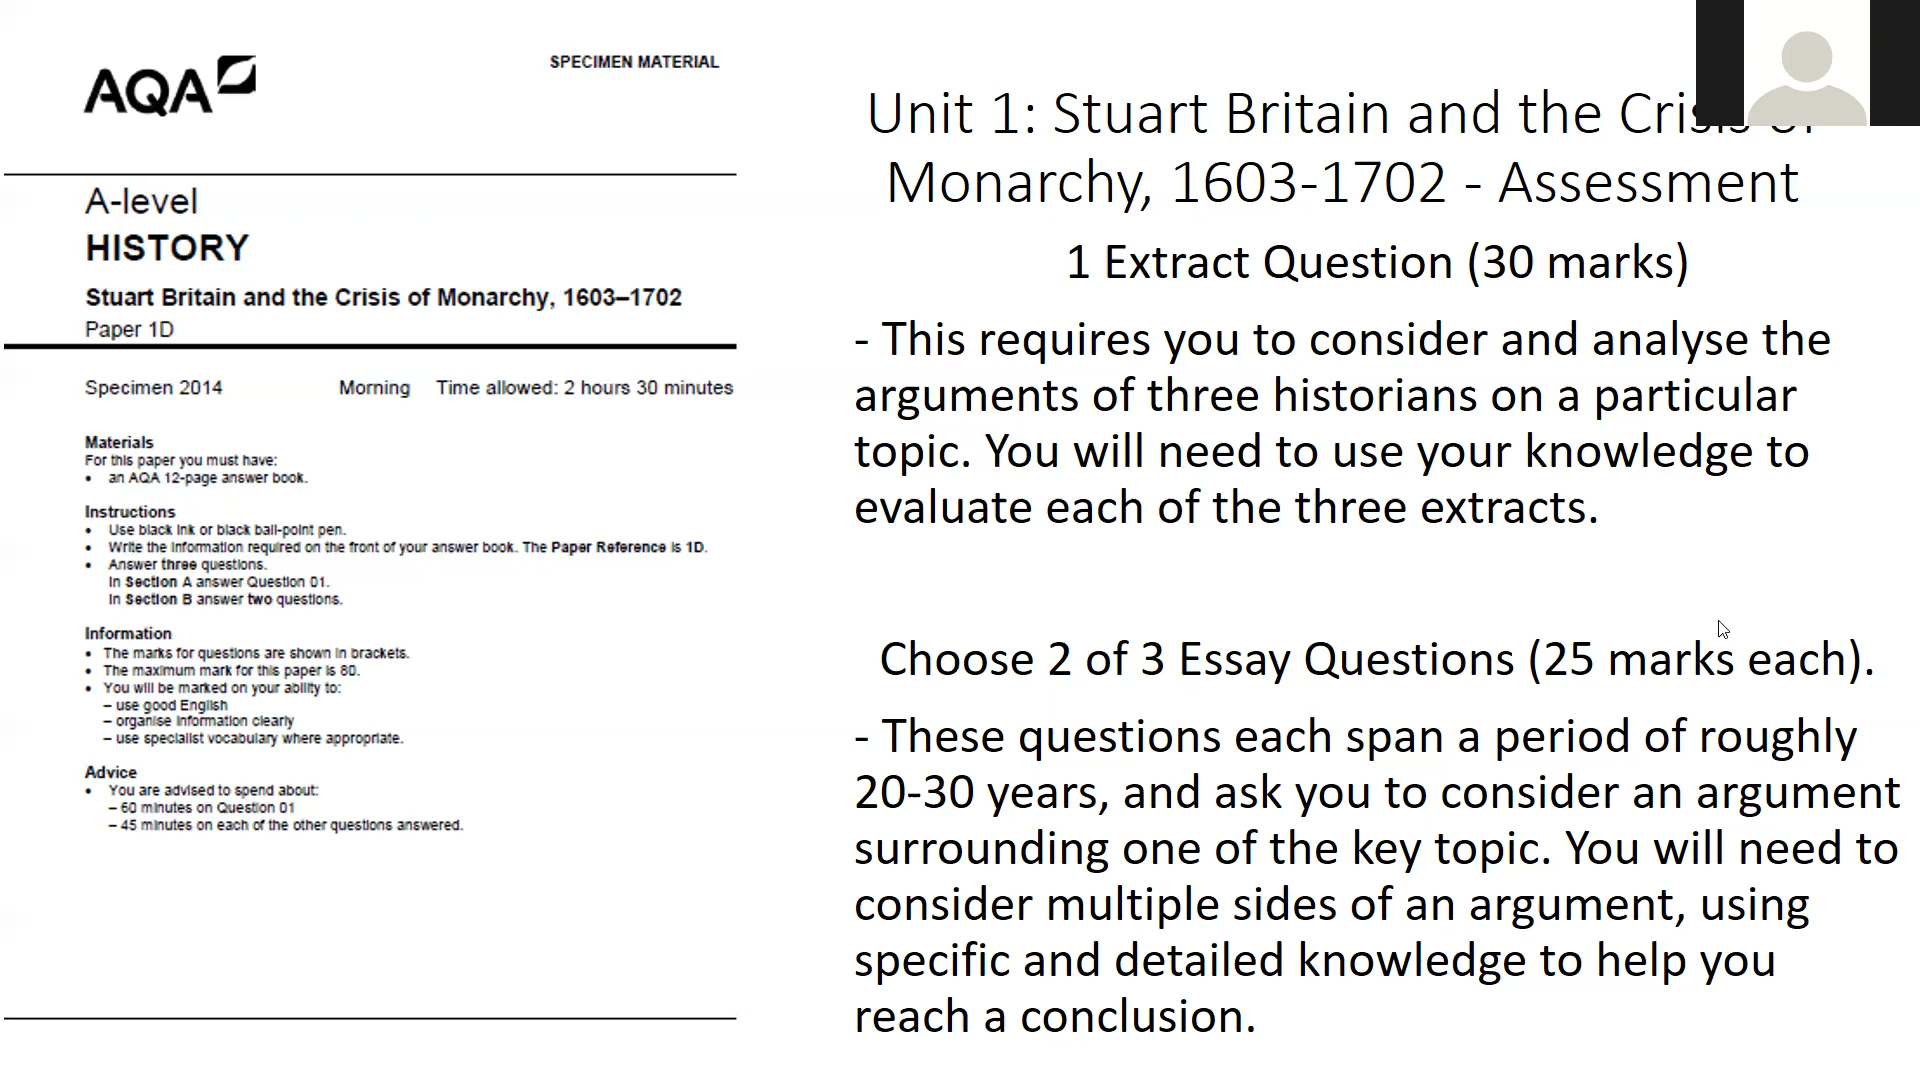 AQA
SPECIMEN MATERIAL
A-level
HISTORY
Stuart Britain and the Crisis of Monarchy, 1603–1702
Paper 1D
Specimen 2014 Morning Time allowed: 2 hours 30 minutes
Materials
For this paper you must have:
• an AQA 12-page answer book.
Instructions
• Use black ink or black ball-point pen.
• Write the information required on the front of your answer book. The Paper Reference is 1D.
• Answer three questions.
In Section A answer Question 01.
In Section B answer two questions.
Information
• The marks for questions are shown in brackets.
• The maximum mark for this paper is 80.
• You will be marked on your ability to:
– use good English
– organise information clearly
– use specialist vocabulary where appropriate.
Advice
• You are advised to spend about:
– 60 minutes on Question 01
– 45 minutes on each of the other questions answered.
Unit 1: Stuart Britain and the Crisis of
Monarchy, 1603-1702 - Assessment
1 Extract Question (30 marks)
- This requires you to consider and analyse the
arguments of three historians on a particular
topic. You will need to use your knowledge to
evaluate each of the three extracts.
Choose 2 of 3 Essay Questions (25 marks each).
- These questions each span a period of roughly
20-30 years, and ask you to consider an argument
surrounding one of the key topic. You will need to
consider multiple sides of an argument, using
specific and detailed knowledge to help you
reach a conclusion.